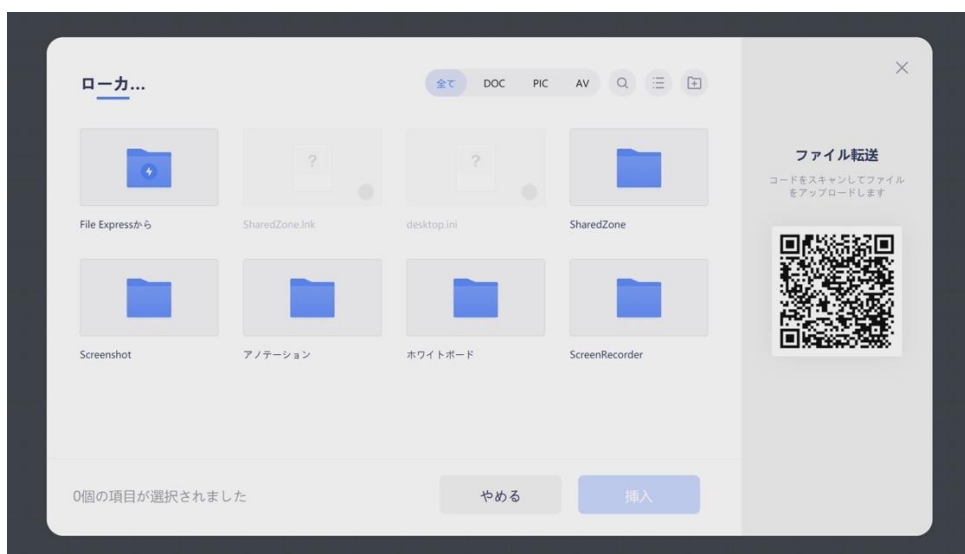 ローカ...
全て DOC PIC AV
?
?
File Expressから
SharedZone.lnk
desktop.ini
SharedZone
Screenshot
アノテーション
ホワイトボード
ScreenRecorder
0個の項目が選択されました
やめる
挿入
ファイル転送
コードをスキャンしてファイル
をアップロードします